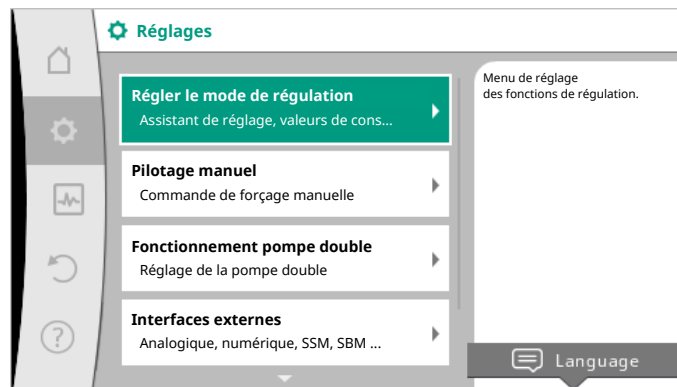 Réglages
Régler le mode de régulation
Assistant de réglage, valeurs de cons...
Pilotage manuel
Commande de forçage manuelle
Fonctionnement pompe double
Réglage de la pompe double
Interfaces externes
Analogique, numérique, SSM, SBM ...
Menu de réglage
des fonctions de régulation.
Language